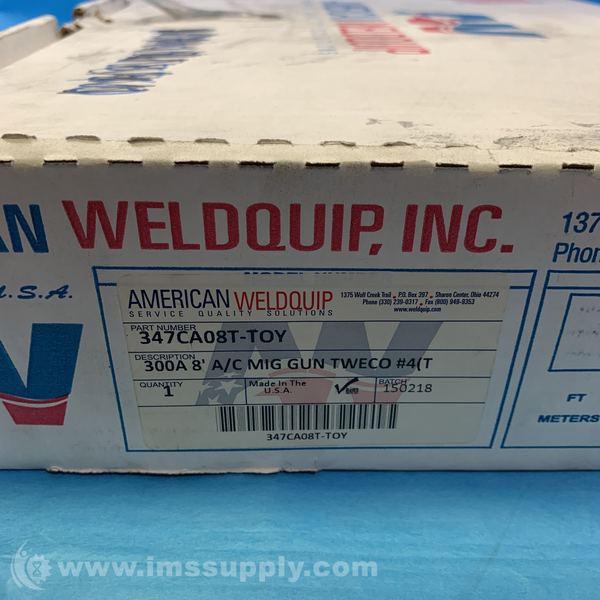 WELDQUIP
AN WELDQUIP, INC.
137
Phon
U.S.A.
AMERICAN WELDQUIP
SERVICE QUALITY SOLUTIONS
1375 Wolf Creek Trail P.O. Box 397 Sharon Center, Ohio 44274
Phone (330) 239-0317 Fax (800) 949-9353
www.weldquip.com
PART NUMBER
347CA08T-TOY
DESCRIPTION
300A 8' A/C MIG GUN TWECO #4(T
QUANTITY
1
Made In The
U.S.A.
BATCH
150218
347CA08T-TOY
FT
METERS
www.imssupply.com